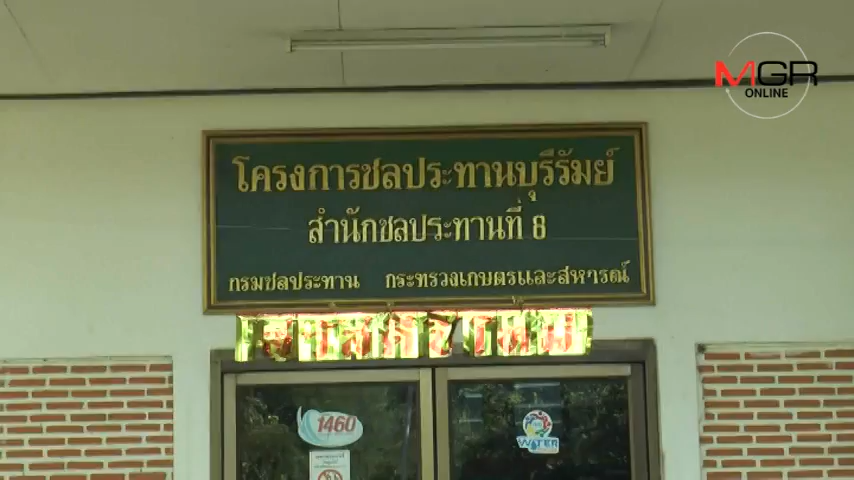 MGR
ONLINE
โครงการชลประทานบุรีรัมย์
สำนักชลประทานที่ 8
กรมชลประทาน กระทรวงเกษตรและสหกรณ์
1460
WATER